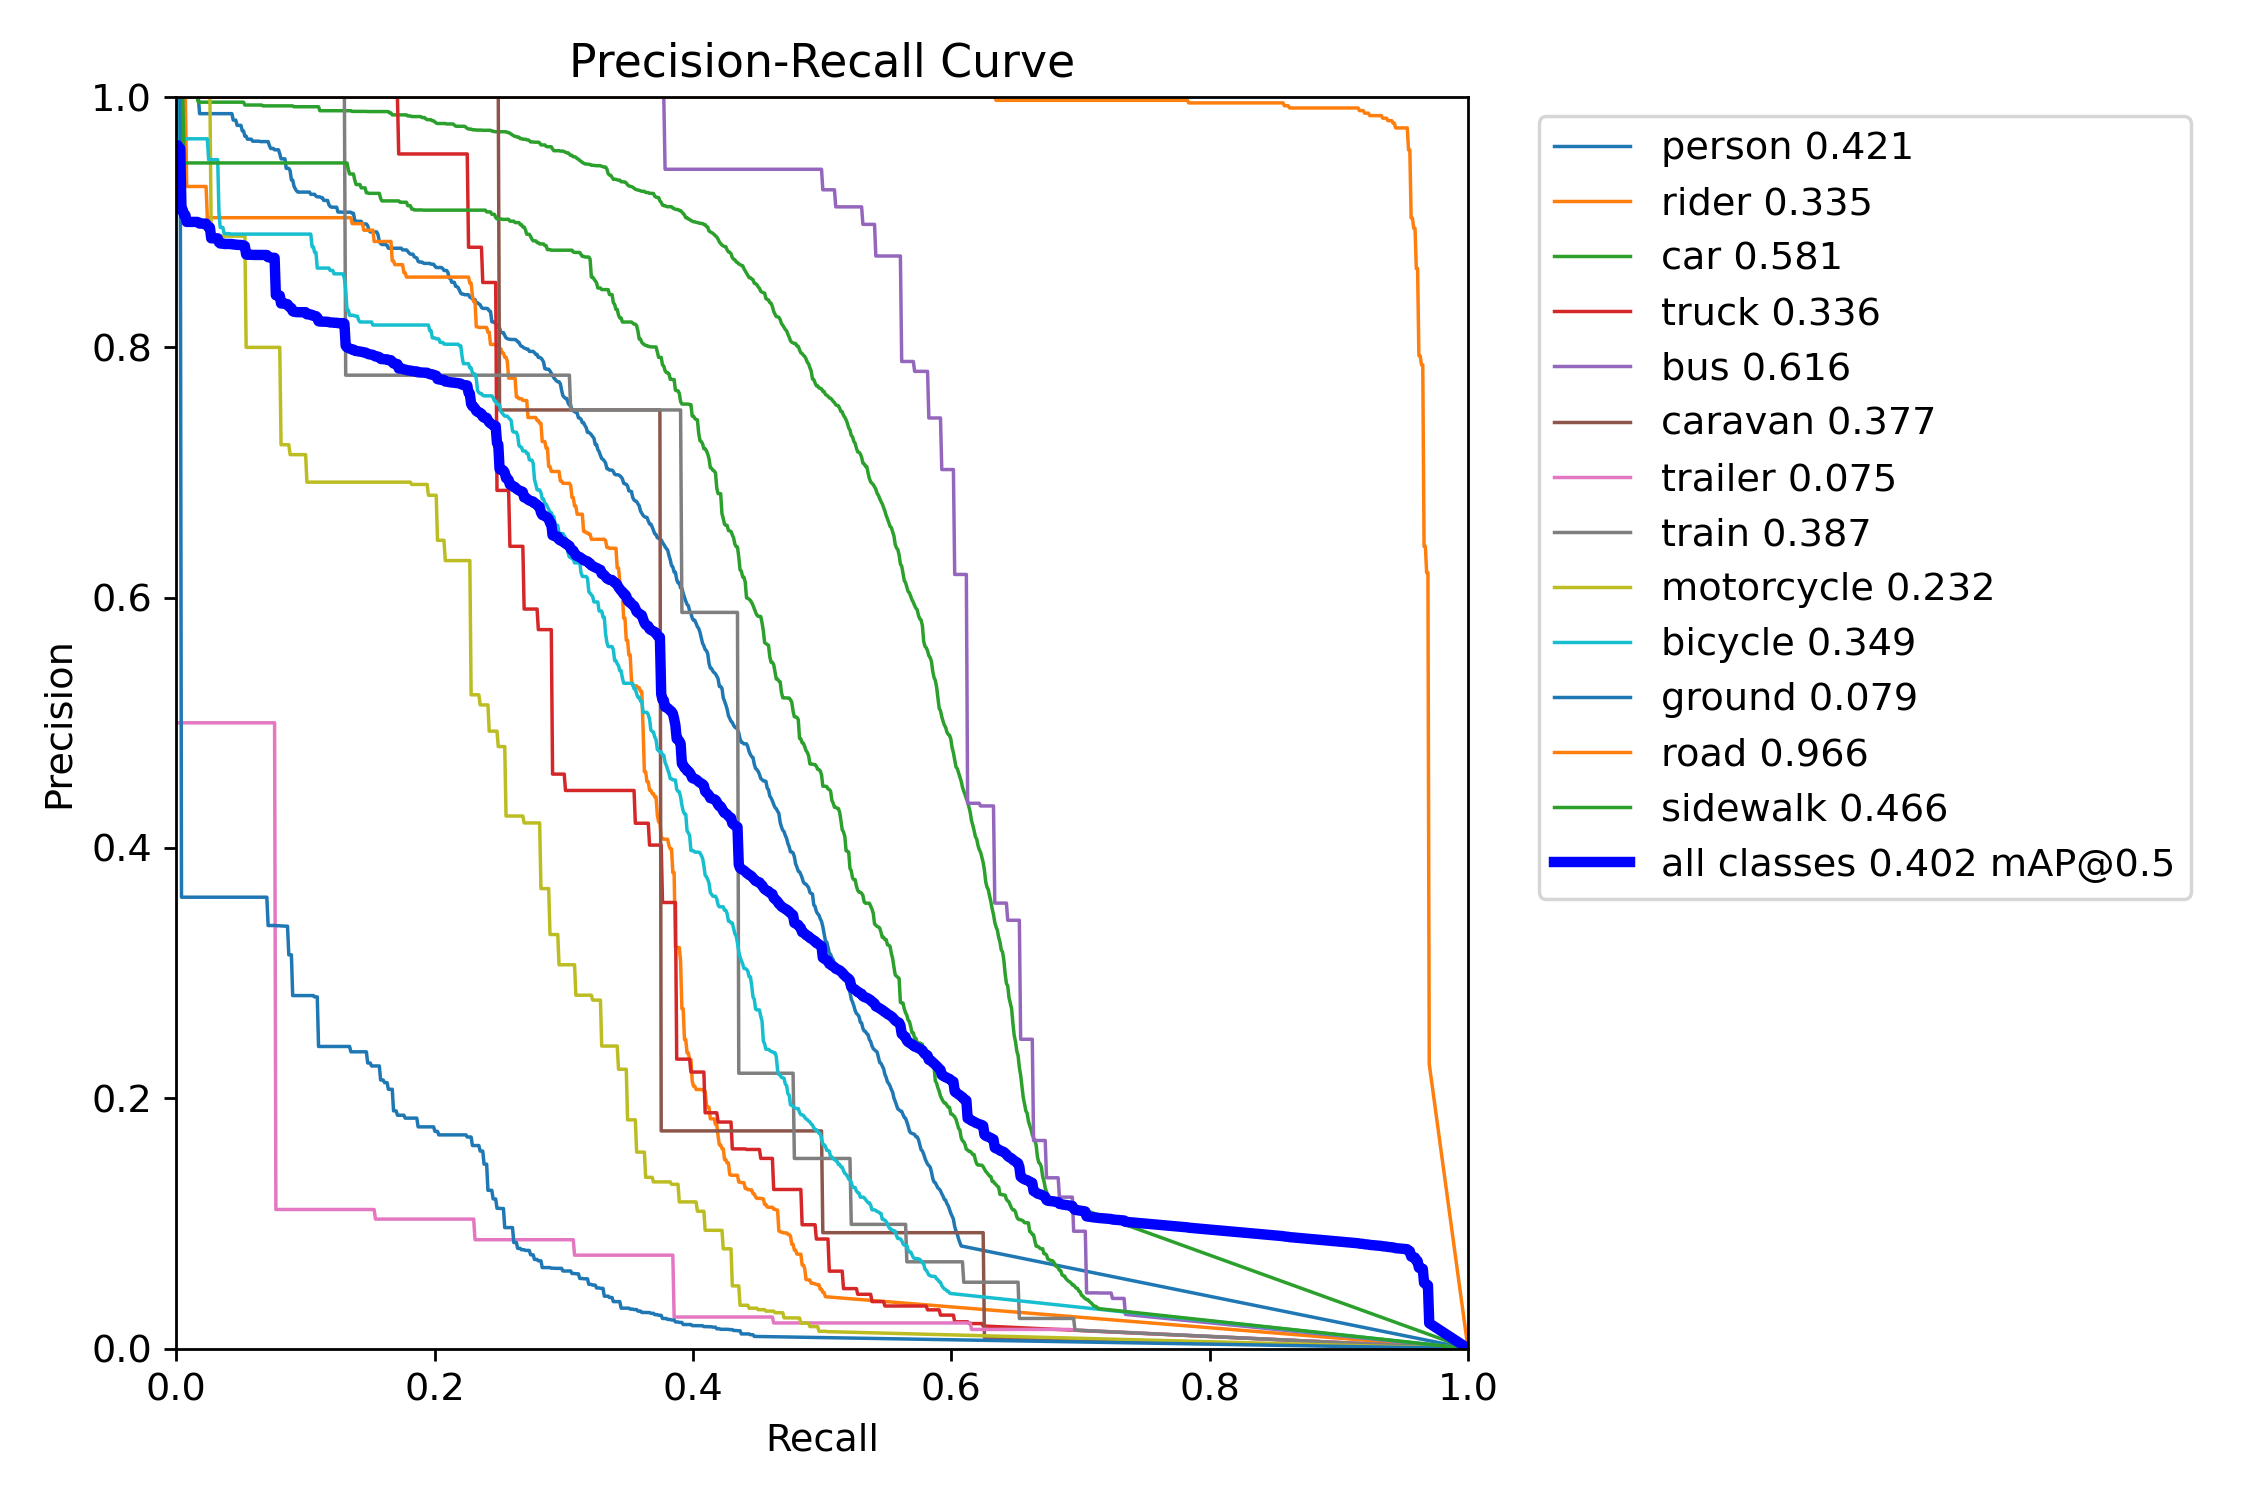 Precision-Recall Curve
1.0
0.8
0.6
0.4
0.2
0.0
Precision
0.0 0.2 0.4 0.6 0.8 1.0
Recall
person 0.421
rider 0.335
car 0.581
truck 0.336
bus 0.616
caravan 0.377
trailer 0.075
train 0.387
motorcycle 0.232
bicycle 0.349
ground 0.079
road 0.966
sidewalk 0.466
all classes 0.402 mAP@0.5